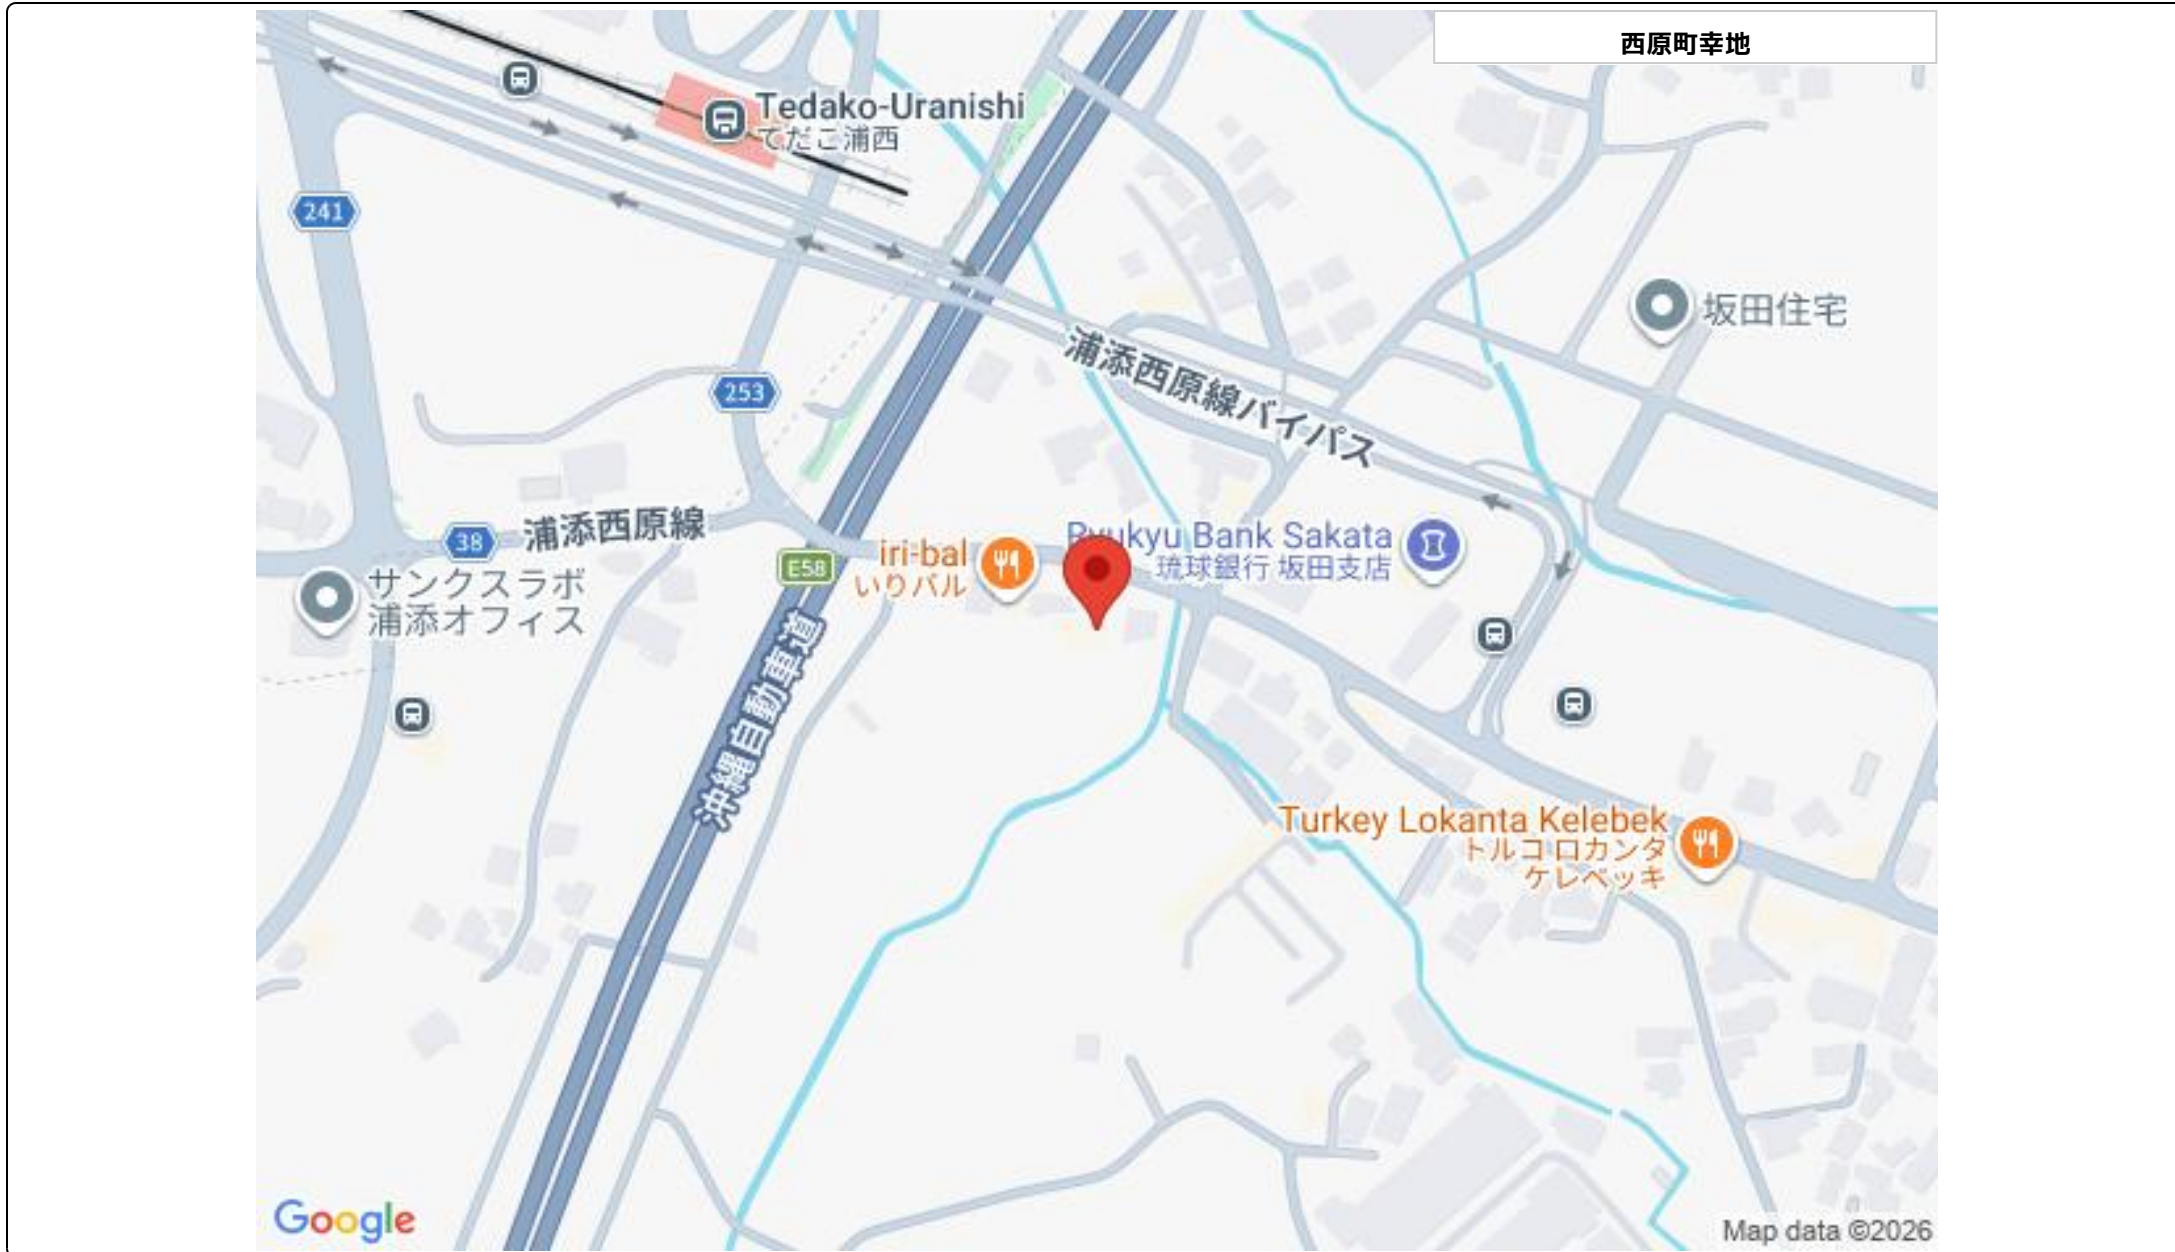 西原町幸地
Tedako-Uranishi
てだこ浦西
241
坂田住宅
浦添西原線バイパス
253
浦添西原線
38
E58
iri-bal
いりバル
Ryukyu Bank Sakata
琉球銀行 坂田支店
サンクスラボ
浦添オフィス
沖縄自動車道
Turkey Lokanta Kelebek
トルコ ロカンタ
ケレベッキ
Google
Map data ©2026